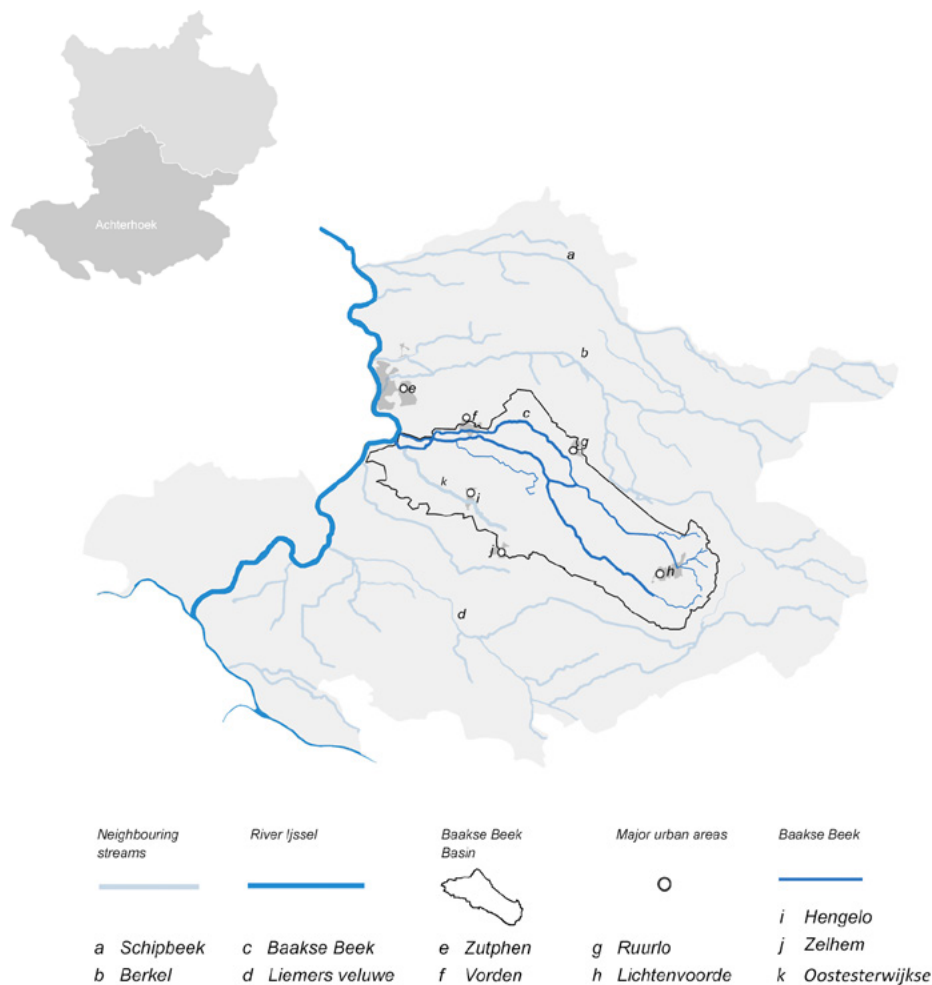 Achterhoek
a
b
e
f
c
g
k
i
j
h
d
Neighbouring
streams
River Ijssel
Baakse Beek
Basin
Major urban areas
Baakse Beek
i Hengelo
a Schipbeek
c Baakse Beek
e Zutphen
g Ruurlo
j Zelhem
b Berkel
d Liemers veluwe
f Vorden
h Lichtenvoorde
k Oostesterwijkse